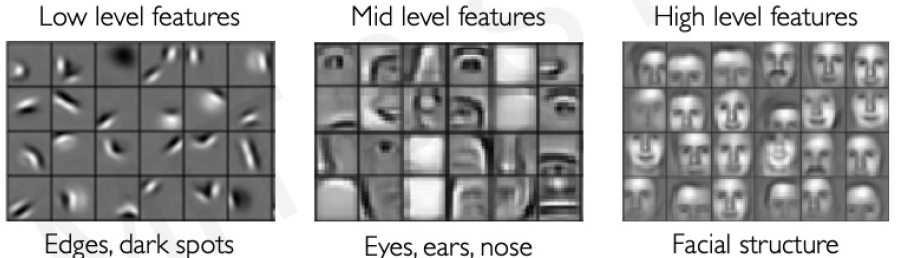 Low level features
Mid level features
High level features
Edges, dark spots
Eyes, ears, nose
Facial structure